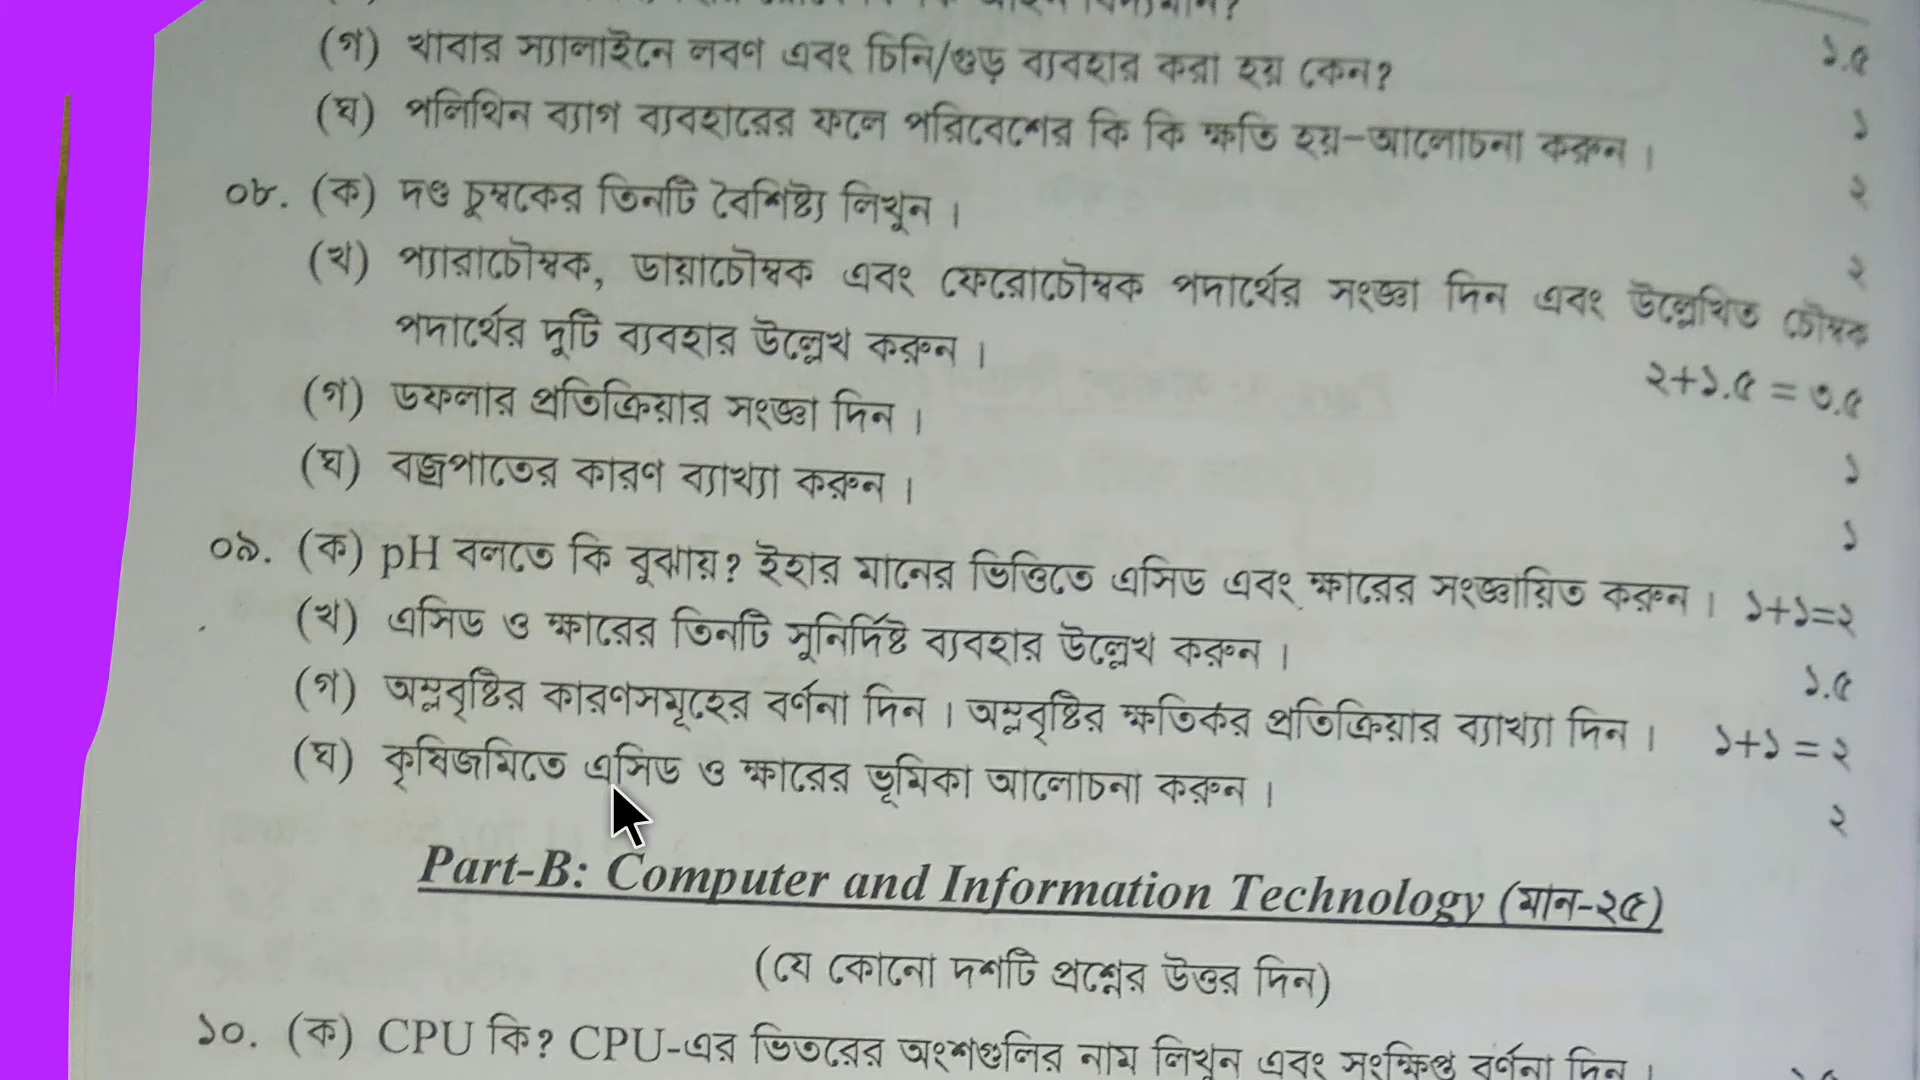 (গ) খাবার স্যালাইনে লবণ এবং চিনি/গুড় ব্যবহার করা হয় কেন? ১.৫
(ঘ) পলিথিন ব্যাগ ব্যবহারের ফলে পরিবেশের কি কি ক্ষতি হয়-আলোচনা করুন। ১
২
০৮. (ক) দণ্ড চুম্বকের তিনটি বৈশিষ্ট্য লিখুন। ২
(খ) প্যারাচৌম্বক, ডায়াচৌম্বক এবং ফেরোচৌম্বক পদার্থের সংজ্ঞা দিন এবং উল্লেখিত চৌম্বক
পদার্থের দুটি ব্যবহার উল্লেখ করুন। ২+১.৫ = ৩.৫
(গ) ডফলার প্রতিক্রিয়ার সংজ্ঞা দিন। ১
(ঘ) বজ্রপাতের কারণ ব্যাখ্যা করুন। ১
০৯. (ক) pH বলতে কি বুঝায়? ইহার মানের ভিত্তিতে এসিড এবং ক্ষারের সংজ্ঞায়িত করুন। ১+১=২
(খ) এসিড ও ক্ষারের তিনটি সুনির্দিষ্ট ব্যবহার উল্লেখ করুন। ১.৫
(গ) অম্লবৃষ্টির কারণসমূহের বর্ণনা দিন। অম্লবৃষ্টির ক্ষতিকর প্রতিক্রিয়ার ব্যাখ্যা দিন। ১+১ = ২
(ঘ) কৃষিজমিতে এসিড ও ক্ষারের ভূমিকা আলোচনা করুন। ২
Part-B: Computer and Information Technology (মান-২৫)
(যে কোনো দশটি প্রশ্নের উত্তর দিন)
১০. (ক) CPU কি? CPU-এর ভিতরের অংশগুলির নাম লিখুন এবং সংক্ষিপ্ত বর্ণনা দিন।